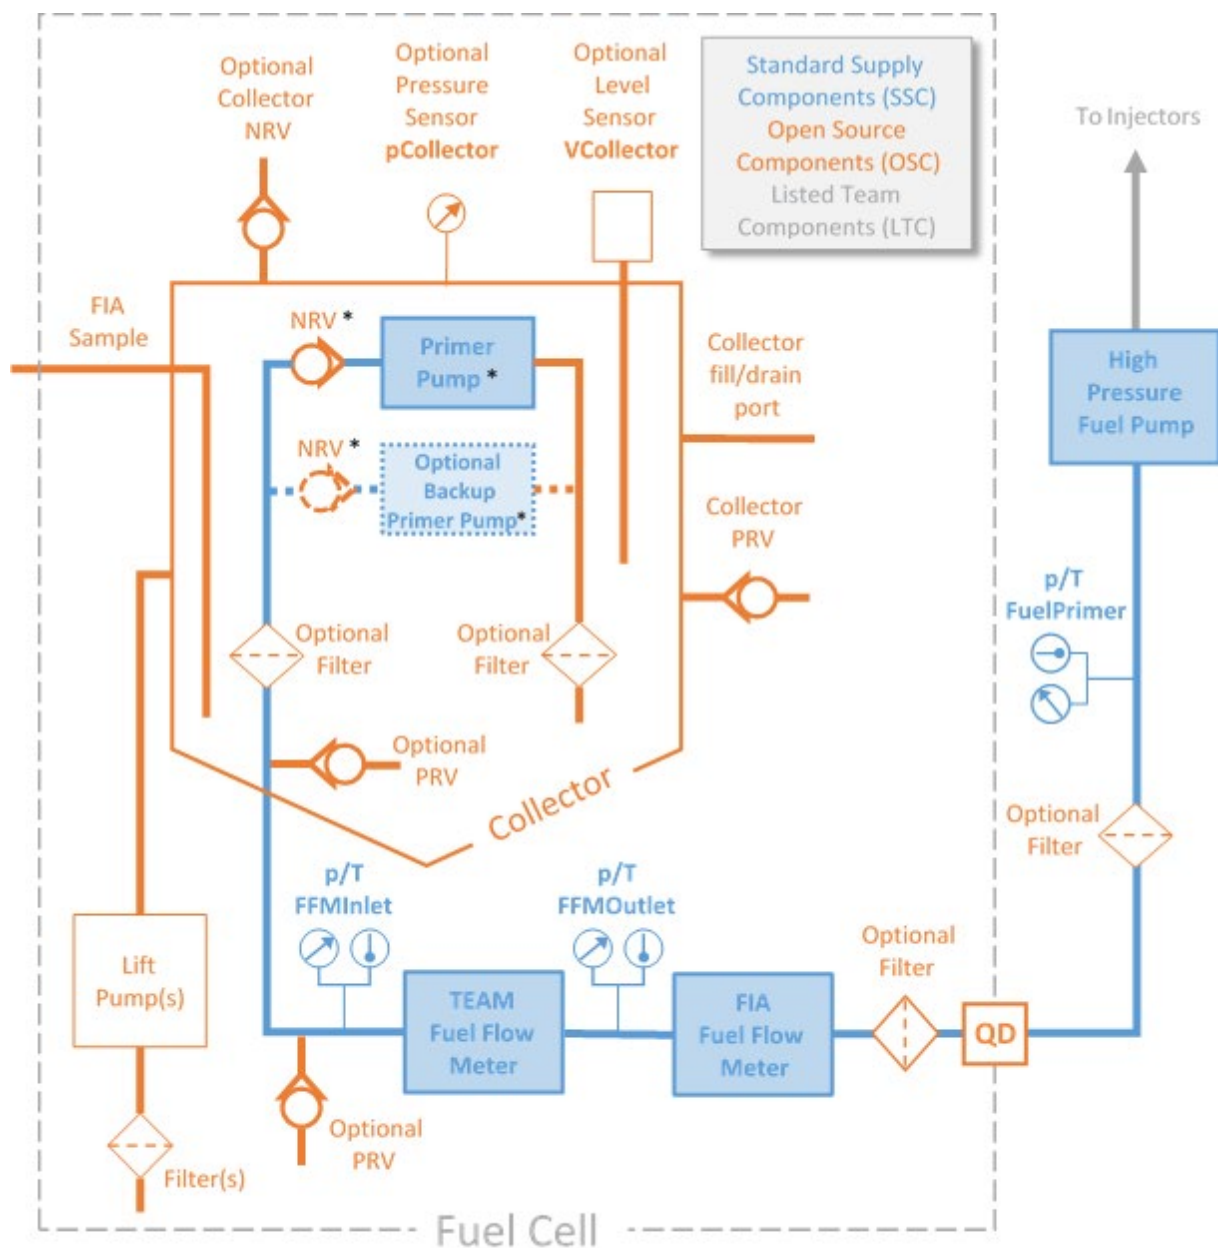 Optional
Collector
NRV
Optional
Pressure
Sensor
pCollector
Optional
Level
Sensor
VCollector
Standard Supply
Components (SSC)
Open Source
Components (OSC)
Listed Team
Components (LTC)
To Injectors
FIA
Sample
NRV *
Primer
Pump *
Collector
fill/drain
port
High
Pressure
Fuel Pump
NRV *
Optional
Backup
Primer Pump*
Collector
PRV
p/T
FuelPrimer
Optional
Filter
Optional
Filter
Optional
PRV
Collector
Optional
Filter
p/T
FFMInlet
p/T
FFMOutlet
Optional
Filter
Lift
Pump(s)
TEAM
Fuel Flow
Meter
FIA
Fuel Flow
Meter
QD
Optional
PRV
Filter(s)
Fuel Cell